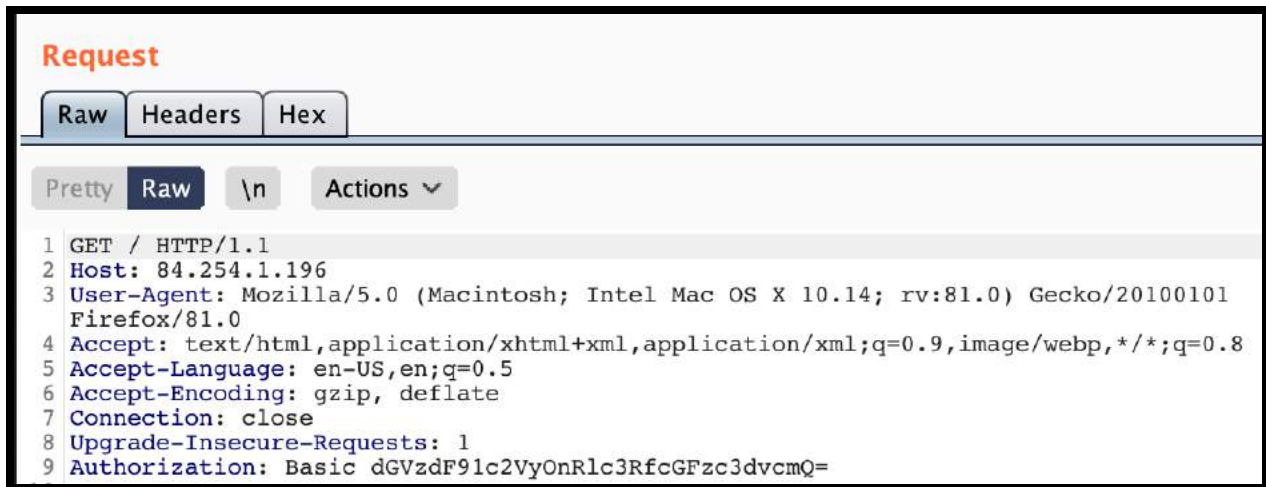 Request
Raw Headers Hex
Pretty Raw \n Actions
1 GET / HTTP/1.1
2 Host: 84.254.1.196
3 User-Agent: Mozilla/5.0 (Macintosh; Intel Mac OS X 10.14; rv:81.0) Gecko/20100101
Firefox/81.0
4 Accept: text/html,application/xhtml+xml,application/xml;q=0.9,image/webp,*/*;q=0.8
5 Accept-Language: en-US,en;q=0.5
6 Accept-Encoding: gzip, deflate
7 Connection: close
8 Upgrade-Insecure-Requests: 1
9 Authorization: Basic dGVzdF91c2VyOnRlc3RfcGFzc3dvcmQ=